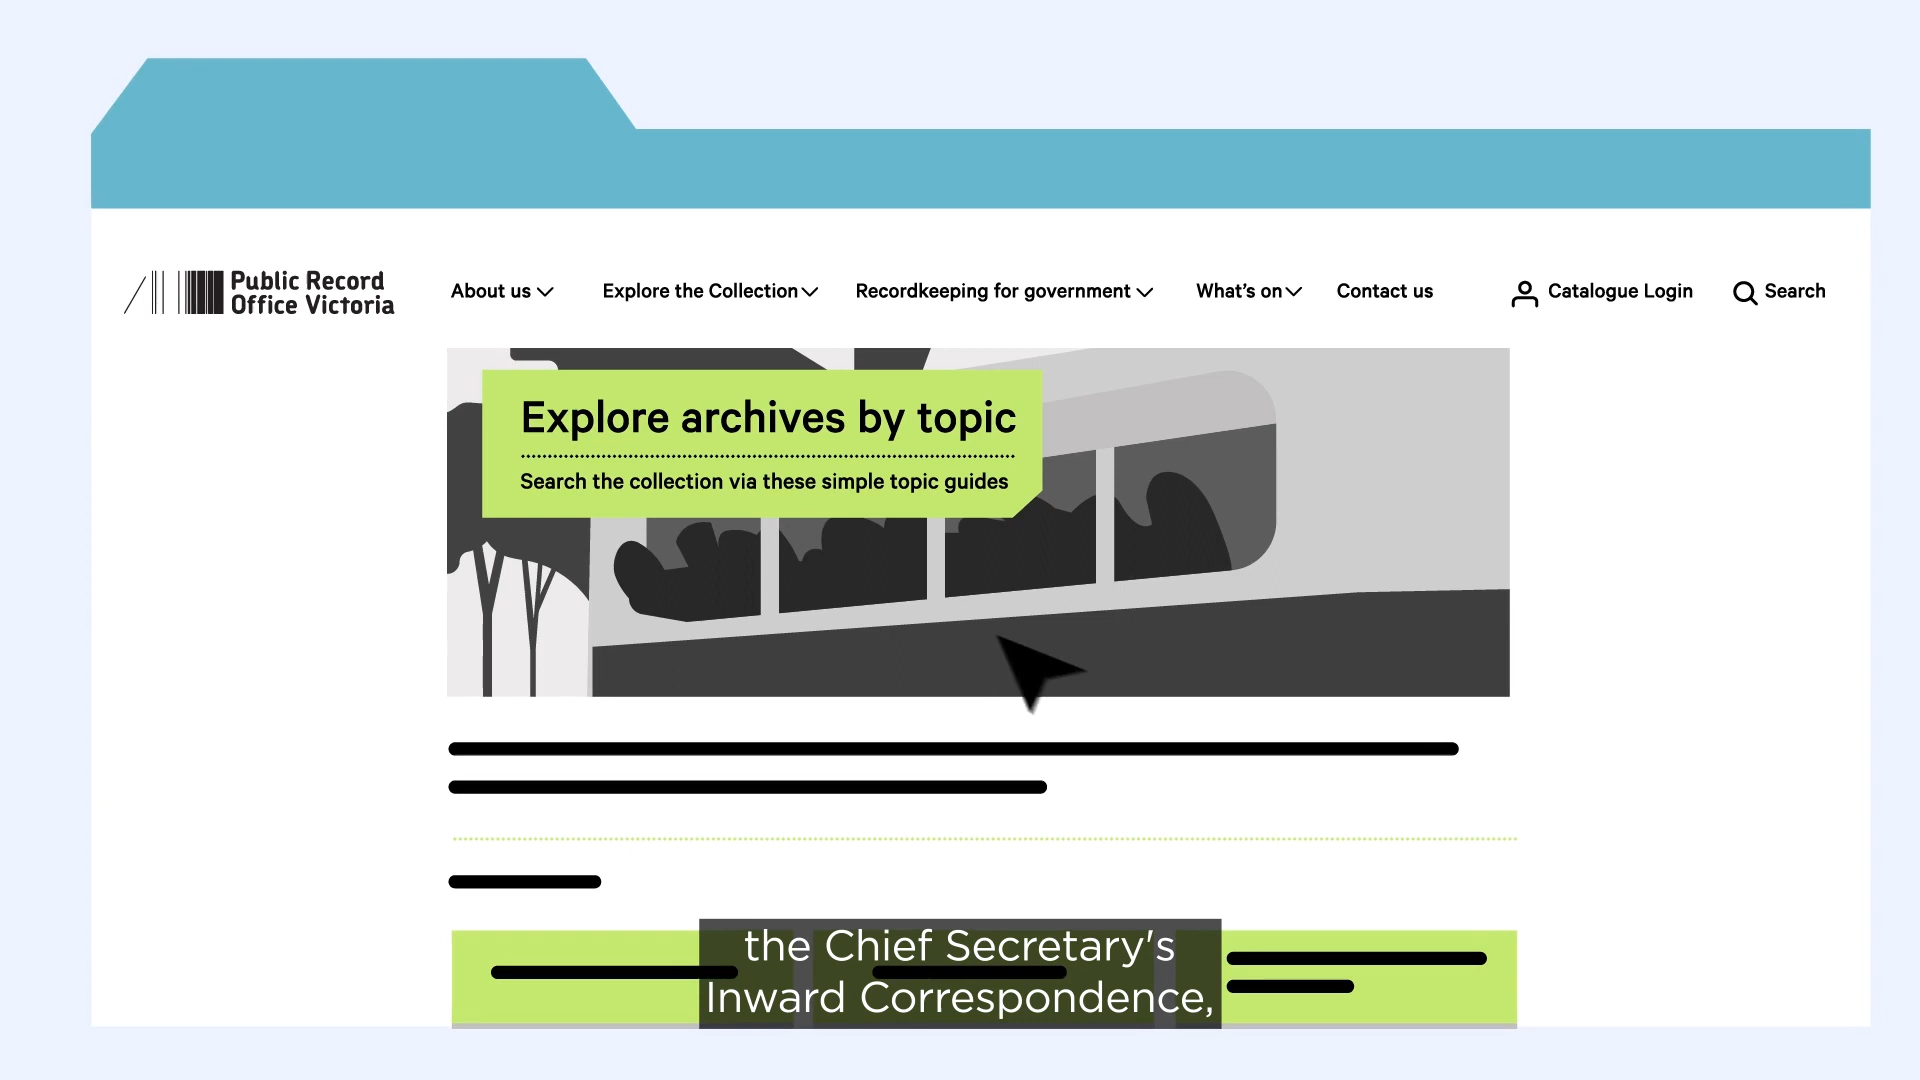 Public Record
Office Victoria
About us
Explore the Collection
Recordkeeping for government
What's on
Contact us
Catalogue Login
Search
Explore archives by topic
Search the collection via these simple topic guides
the Chief Secretary's
Inward Correspondence,